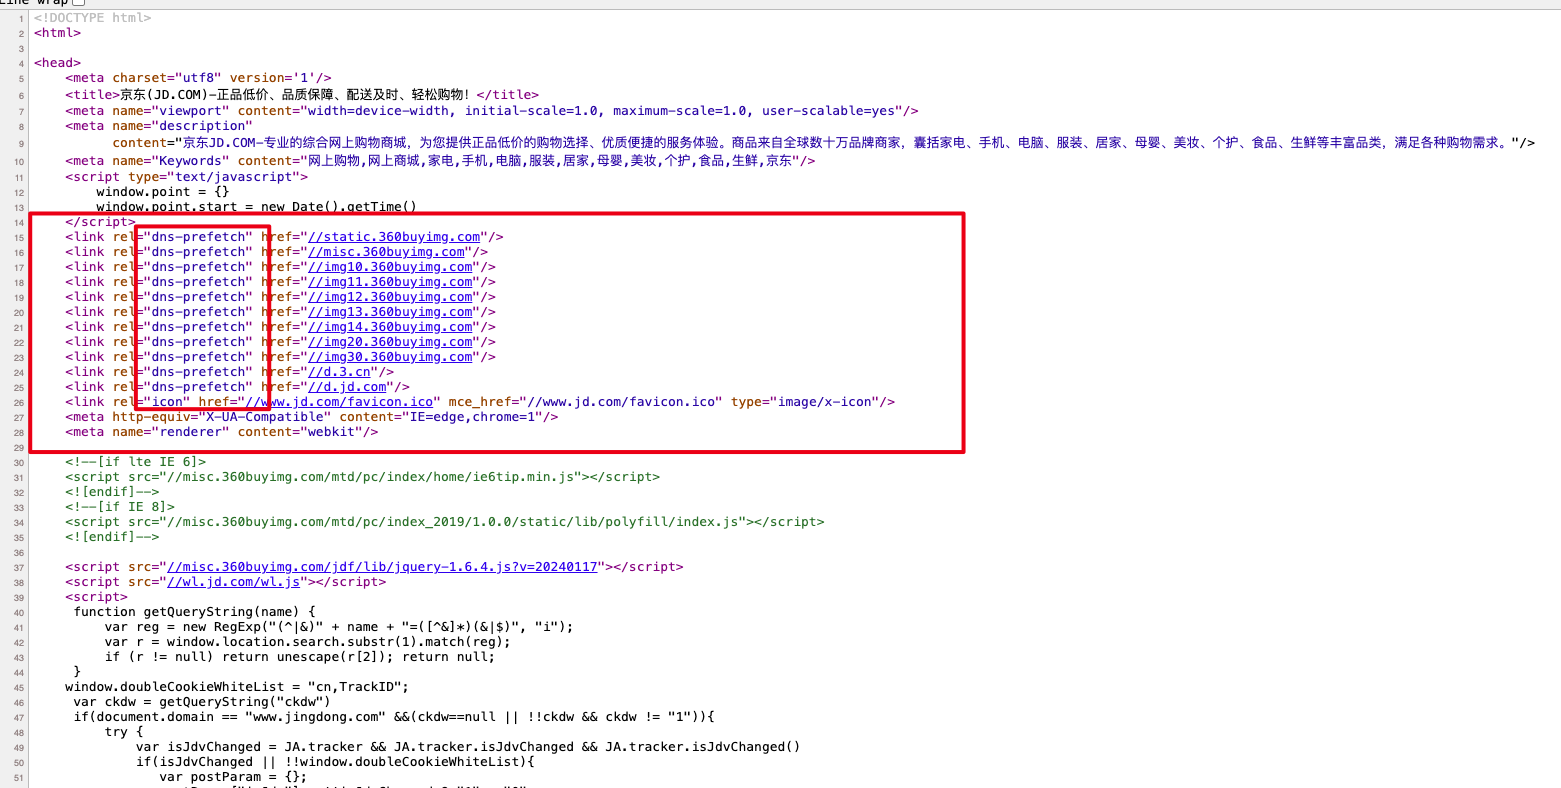 Line wrap
1 <!DOCTYPE html>
2 <html>
3
4 <head>
5 <meta charset="utf8" version='1'/>
6 <title>京东(JD.COM)-正品低价、品质保障、配送及时、轻松购物！</title>
7 <meta name="viewport" content="width=device-width, initial-scale=1.0, maximum-scale=1.0, user-scalable=yes"/>
8 <meta name="description"
9 content="京东JD.COM-专业的综合网上购物商城，为您提供正品低价的购物选择、优质便捷的服务体验。商品来自全球数十万品牌商家，囊括家电、手机、电脑、服装、居家、母婴、美妆、个护、食品、生鲜等丰富品类，满足各种购物需求。"/>
10 <meta name="Keywords" content="网上购物,网上商城,家电,手机,电脑,服装,居家,母婴,美妆,个护,食品,生鲜,京东"/>
11 <script type="text/javascript">
12 window.point = {}
13 window.point.start = new Date().getTime()
14 </script>
15 <link rel="dns-prefetch" href="//static.360buyimg.com"/>
16 <link rel="dns-prefetch" href="//misc.360buyimg.com"/>
17 <link rel="dns-prefetch" href="//img10.360buyimg.com"/>
18 <link rel="dns-prefetch" href="//img11.360buyimg.com"/>
19 <link rel="dns-prefetch" href="//img12.360buyimg.com"/>
20 <link rel="dns-prefetch" href="//img13.360buyimg.com"/>
21 <link rel="dns-prefetch" href="//img14.360buyimg.com"/>
22 <link rel="dns-prefetch" href="//img20.360buyimg.com"/>
23 <link rel="dns-prefetch" href="//img30.360buyimg.com"/>
24 <link rel="dns-prefetch" href="//d.3.cn"/>
25 <link rel="dns-prefetch" href="//d.jd.com"/>
26 <link rel="icon" href="//www.jd.com/favicon.ico" mce_href="//www.jd.com/favicon.ico" type="image/x-icon"/>
27 <meta http-equiv="X-UA-Compatible" content="IE=edge,chrome=1"/>
28 <meta name="renderer" content="webkit"/>
29
30 <!--[if lte IE 6]>
31 <script src="//misc.360buyimg.com/mtd/pc/index/home/ie6tip.min.js"></script>
32 <![endif]-->
33 <!--[if IE 8]>
34 <script src="//misc.360buyimg.com/mtd/pc/index_2019/1.0.0/static/lib/polyfill/index.js"></script>
35 <![endif]-->
36
37 <script src="//misc.360buyimg.com/jdf/lib/jquery-1.6.4.js?v=20240117"></script>
38 <script src="//wl.jd.com/wl.js"></script>
39 <script>
40 function getQueryString(name) {
41 var reg = new RegExp("(^|&)" + name + "=([^&]*)(&|$)", "i");
42 var r = window.location.search.substr(1).match(reg);
43 if (r != null) return unescape(r[2]); return null;
44 }
45 window.doubleCookieWhiteList = "cn,TrackID";
46 var ckdw = getQueryString("ckdw")
47 if(document.domain == "www.jingdong.com" &&(ckdw==null || !!ckdw && ckdw != "1")){
48 try {
49 var isJdvChanged = JA.tracker && JA.tracker.isJdvChanged && JA.tracker.isJdvChanged()
50 if(isJdvChanged || !!window.doubleCookieWhiteList){
51 var postParam = {};